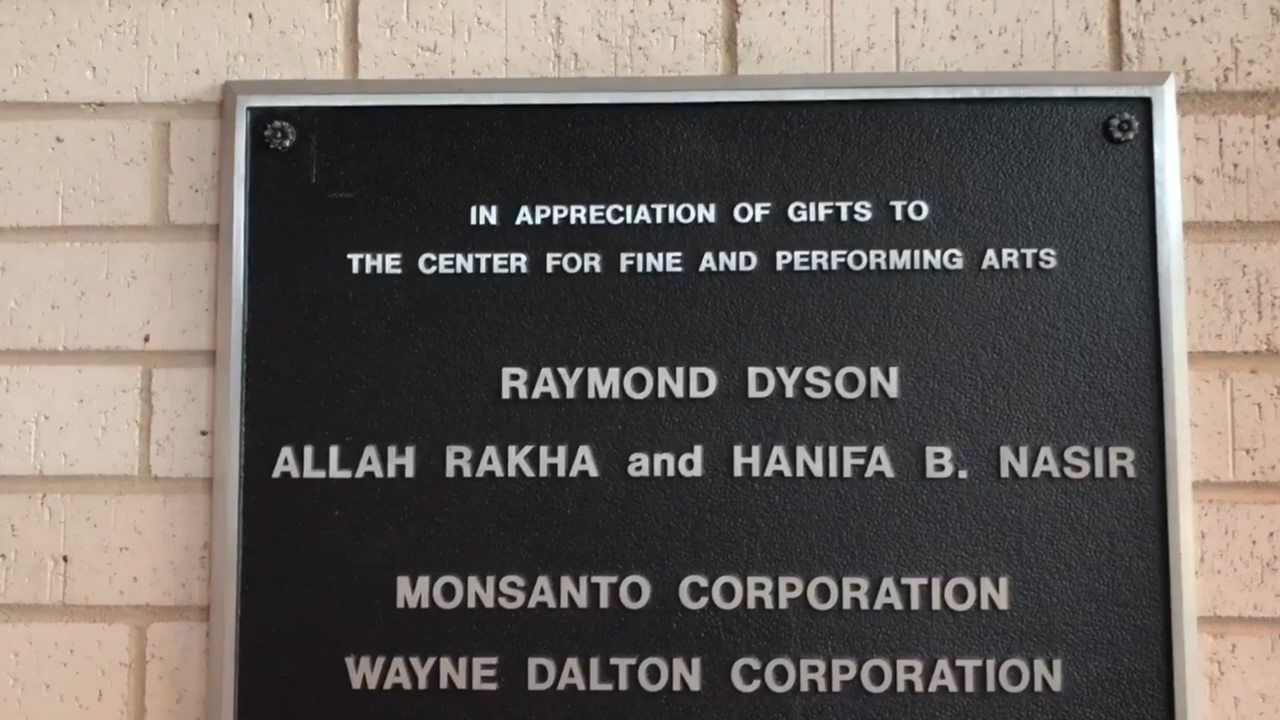 IN APPRECIATION OF GIFTS TO
THE CENTER FOR FINE AND PERFORMING ARTS
RAYMOND DYSON
ALLAH RAKHA and HANIFA B. NASIR
MONSANTO CORPORATION
WAYNE DALTON CORPORATION